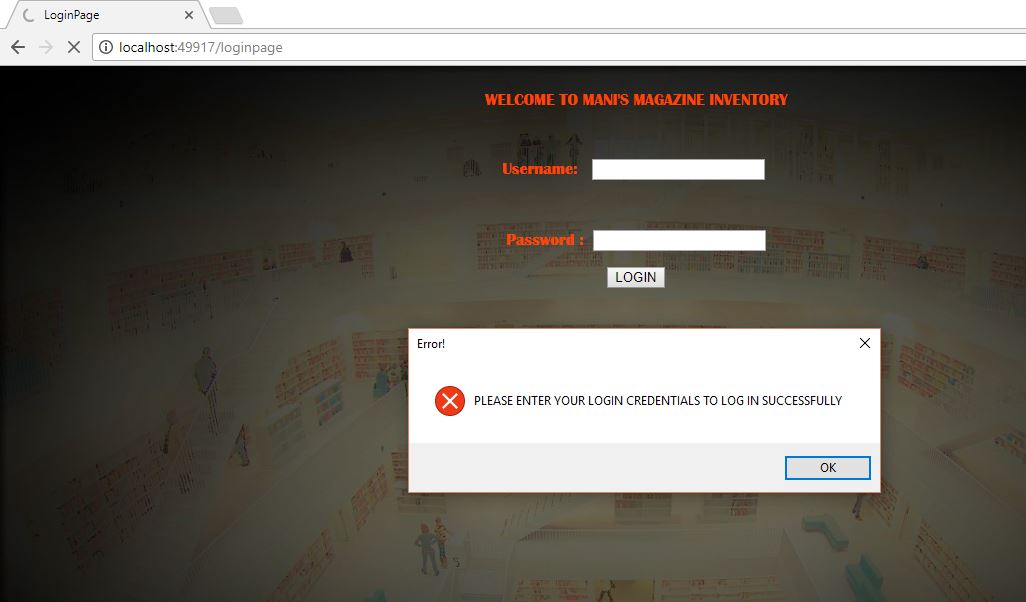 LoginPage
localhost:49917/loginpage
WELCOME TO MANI'S MAGAZINE INVENTORY
Username:
Password :
LOGIN
Error!
PLEASE ENTER YOUR LOGIN CREDENTIALS TO LOG IN SUCCESSFULLY
OK